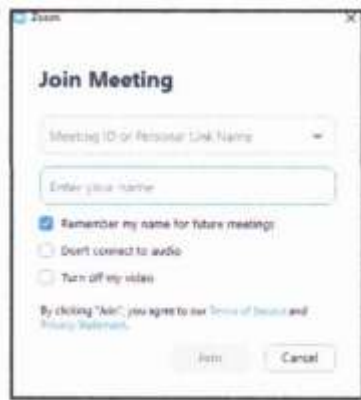 Zoom
Join Meeting
Meeting ID or Personal Link Name
Enter your name
Remember my name for future meetings
Don't connect to audio
Turn off my video
By clicking "Join", you agree to our Terms of Service and
Privacy Statement.
Join Cancel